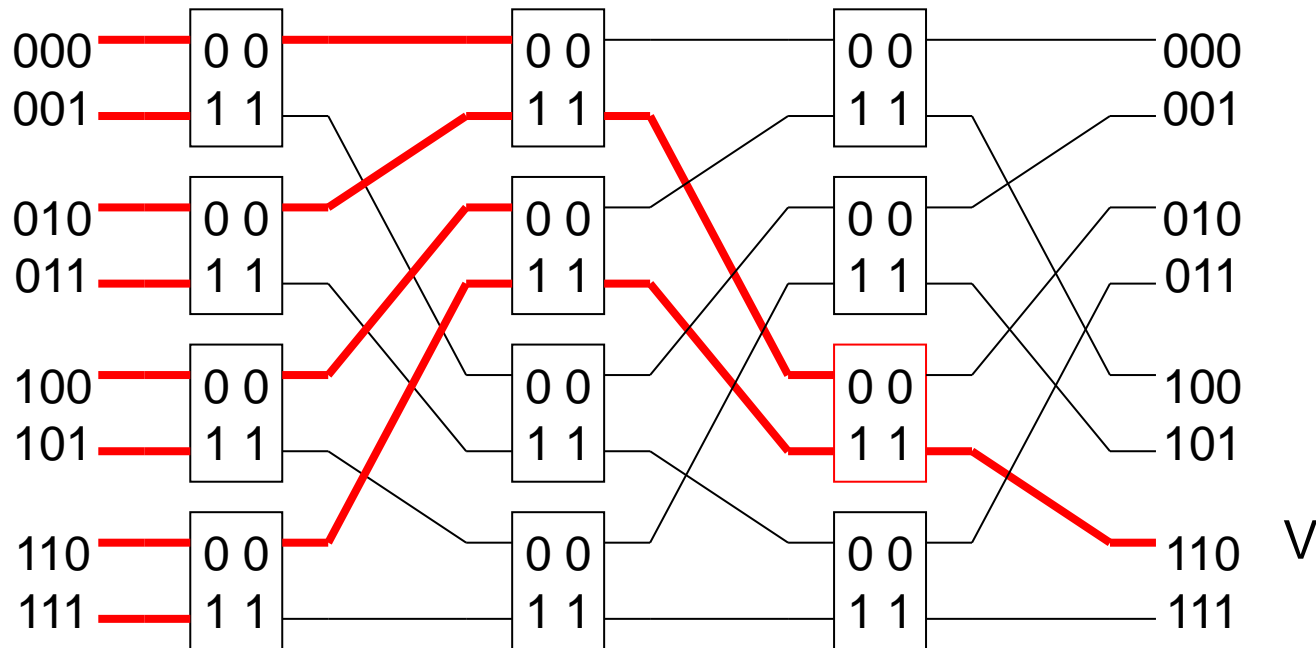 000 0 0 0 0 0 0 000
001 1 1 1 1 1 1 001
010 0 0 0 0 0 0 010
011 1 1 1 1 1 1 011
100 0 0 0 0 0 0 100
101 1 1 1 1 1 1 101
110 0 0 0 0 0 0 110 V
111 1 1 1 1 1 1 111